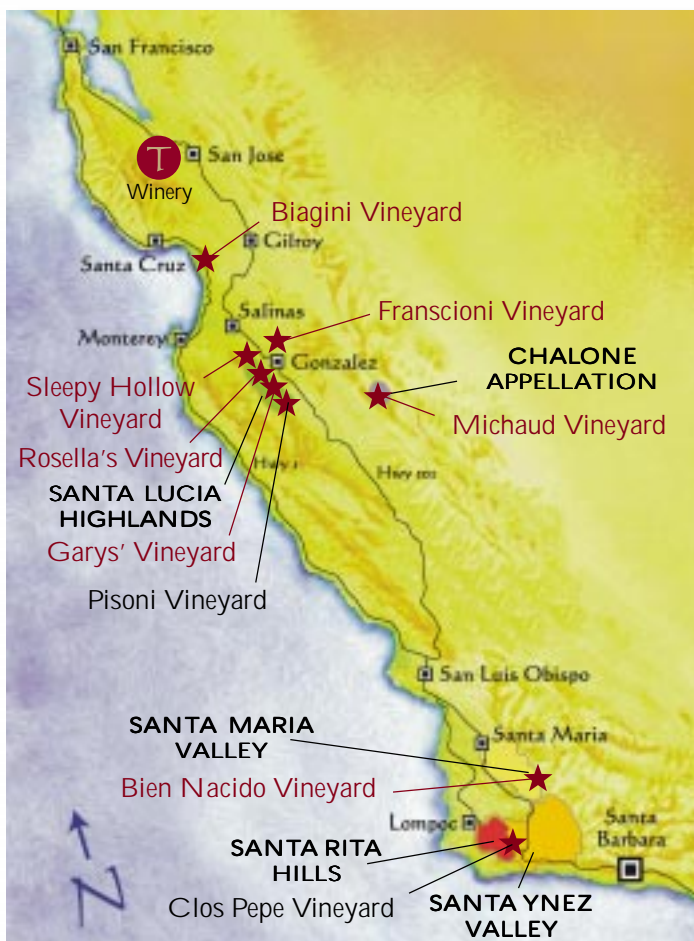 San Francisco
T
San Jose
Winery
Biagini Vineyard
Gilroy
Santa Cruz
Salinas
Franscioni Vineyard
Monterey
CHALONE
APPELLATION
Gonzalez
Sleepy Hollow
Vineyard
Michaud Vineyard
Rosella's Vineyard
Hwy 1
Hwy 101
SANTA LUCIA
HIGHLANDS
Garys' Vineyard
Pisoni Vineyard
San Luis Obispo
SANTA MARIA
VALLEY
Santa Maria
Bien Nacido Vineyard
Lompoc
Santa
Barbara
SANTA RITA
HILLS
Clos Pepe Vineyard
SANTA YNEZ
VALLEY
N